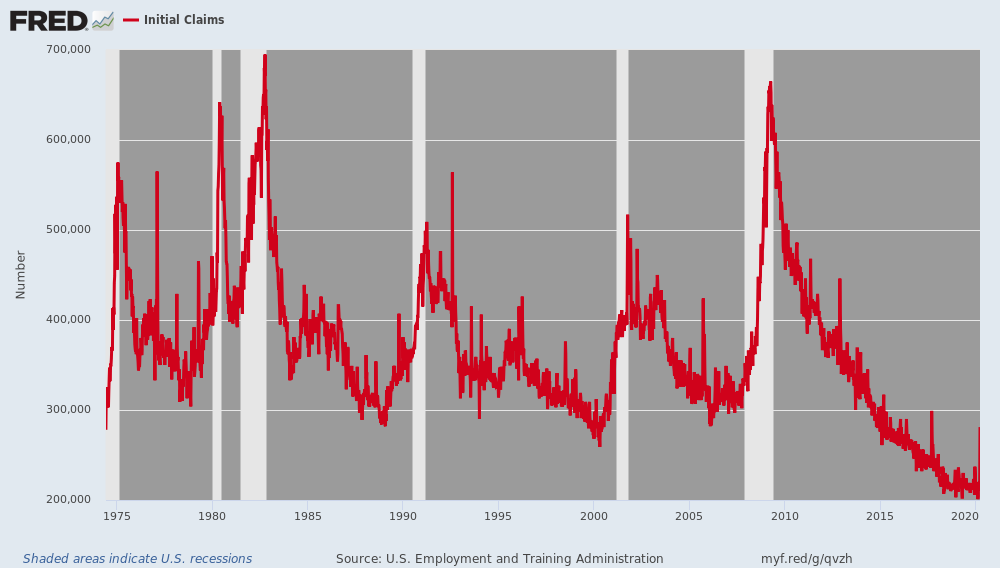 FRED
Initial Claims
700,000
600,000
500,000
400,000
300,000
200,000
Number
1975 1980 1985 1990 1995 2000 2005 2010 2015 2020
Shaded areas indicate U.S. recessions Source: U.S. Employment and Training Administration myf.red/g/qvzh